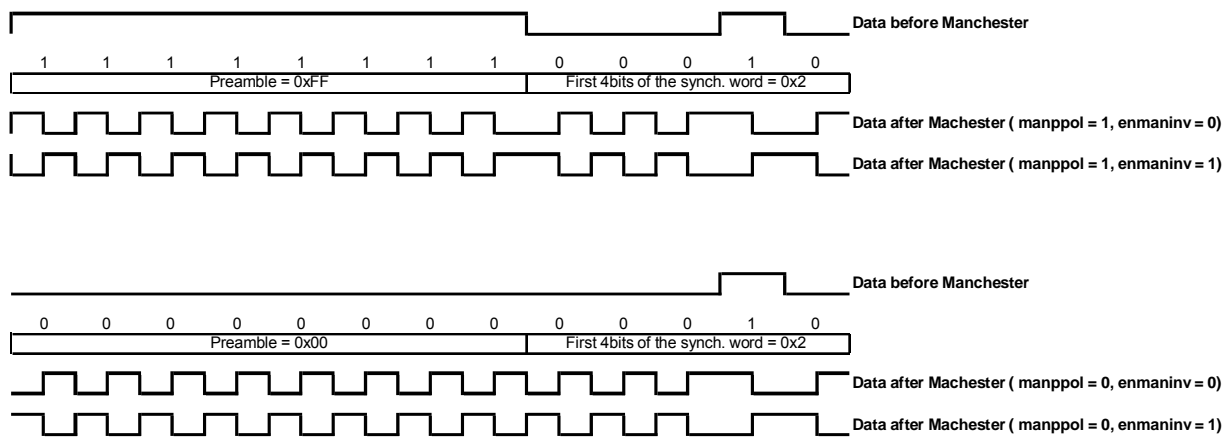 Data before Manchester
1 1 1 1 1 1 1 1 0 0 0 1 0
Preamble = 0xFF First 4bits of the synch. word = 0x2
Data after Machester ( manppol = 1, enmaninv = 0)
Data after Machester ( manppol = 1, enmaninv = 1)
Data before Manchester
0 0 0 0 0 0 0 0 0 0 0 1 0
Preamble = 0x00 First 4bits of the synch. word = 0x2
Data after Machester ( manppol = 0, enmaninv = 0)
Data after Machester ( manppol = 0, enmaninv = 1)